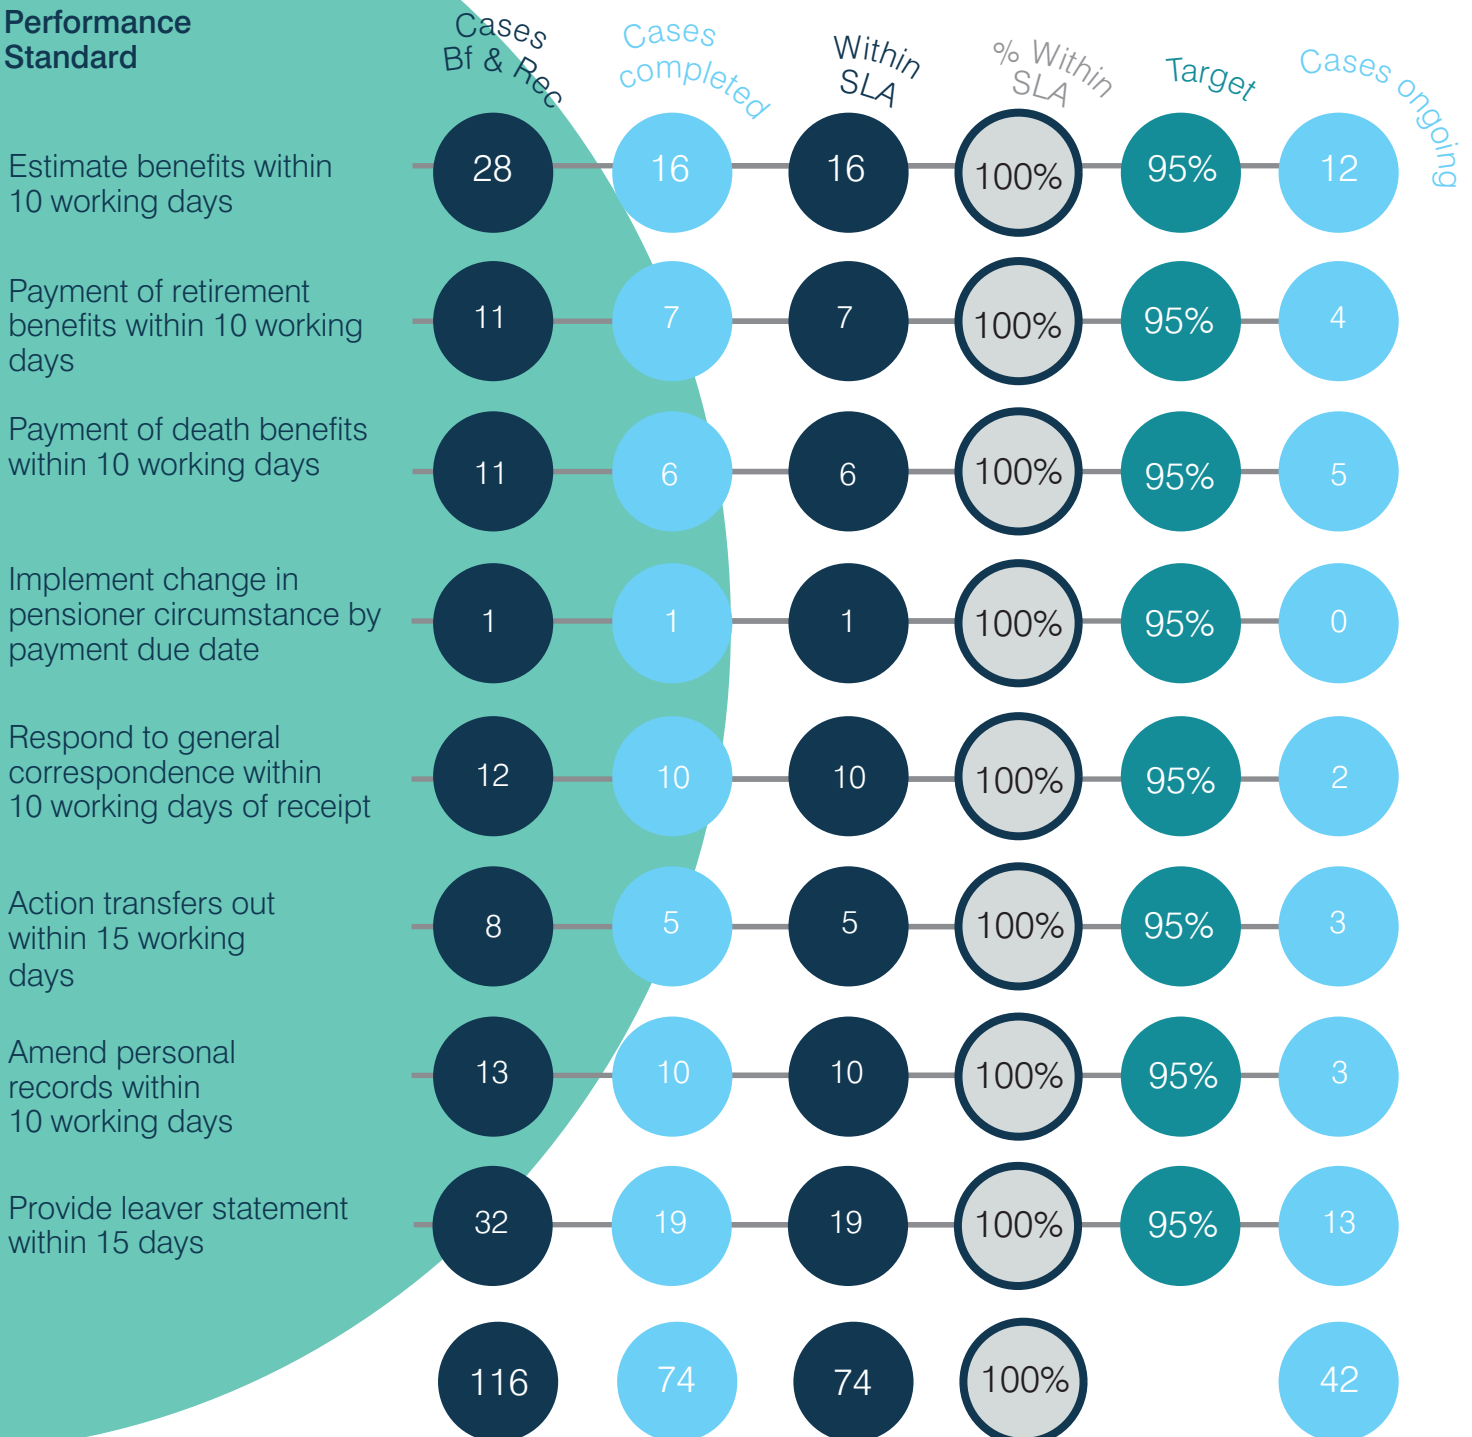 Performance
Standard
Cases
Bf & Rec
Cases
completed
Within
SLA
% Within
SLA
Target
Cases ongoing
Estimate benefits within
10 working days
28 16 16 100% 95% 12
Payment of retirement
benefits within 10 working
days
11 7 7 100% 95% 4
Payment of death benefits
within 10 working days
11 6 6 100% 95% 5
Implement change in
pensioner circumstance by
payment due date
1 1 1 100% 95% 0
Respond to general
correspondence within
10 working days of receipt
12 10 10 100% 95% 2
Action transfers out
within 15 working
days
8 5 5 100% 95% 3
Amend personal
records within
10 working days
13 10 10 100% 95% 3
Provide leaver statement
within 15 days
32 19 19 100% 95% 13
116 74 74 100% 42